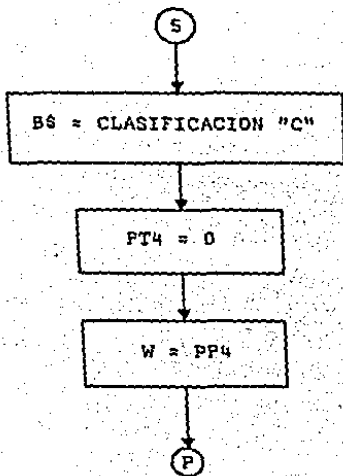 S
B$ = CLASIFICACION "C"
PT4 = 0
W = PP4
P